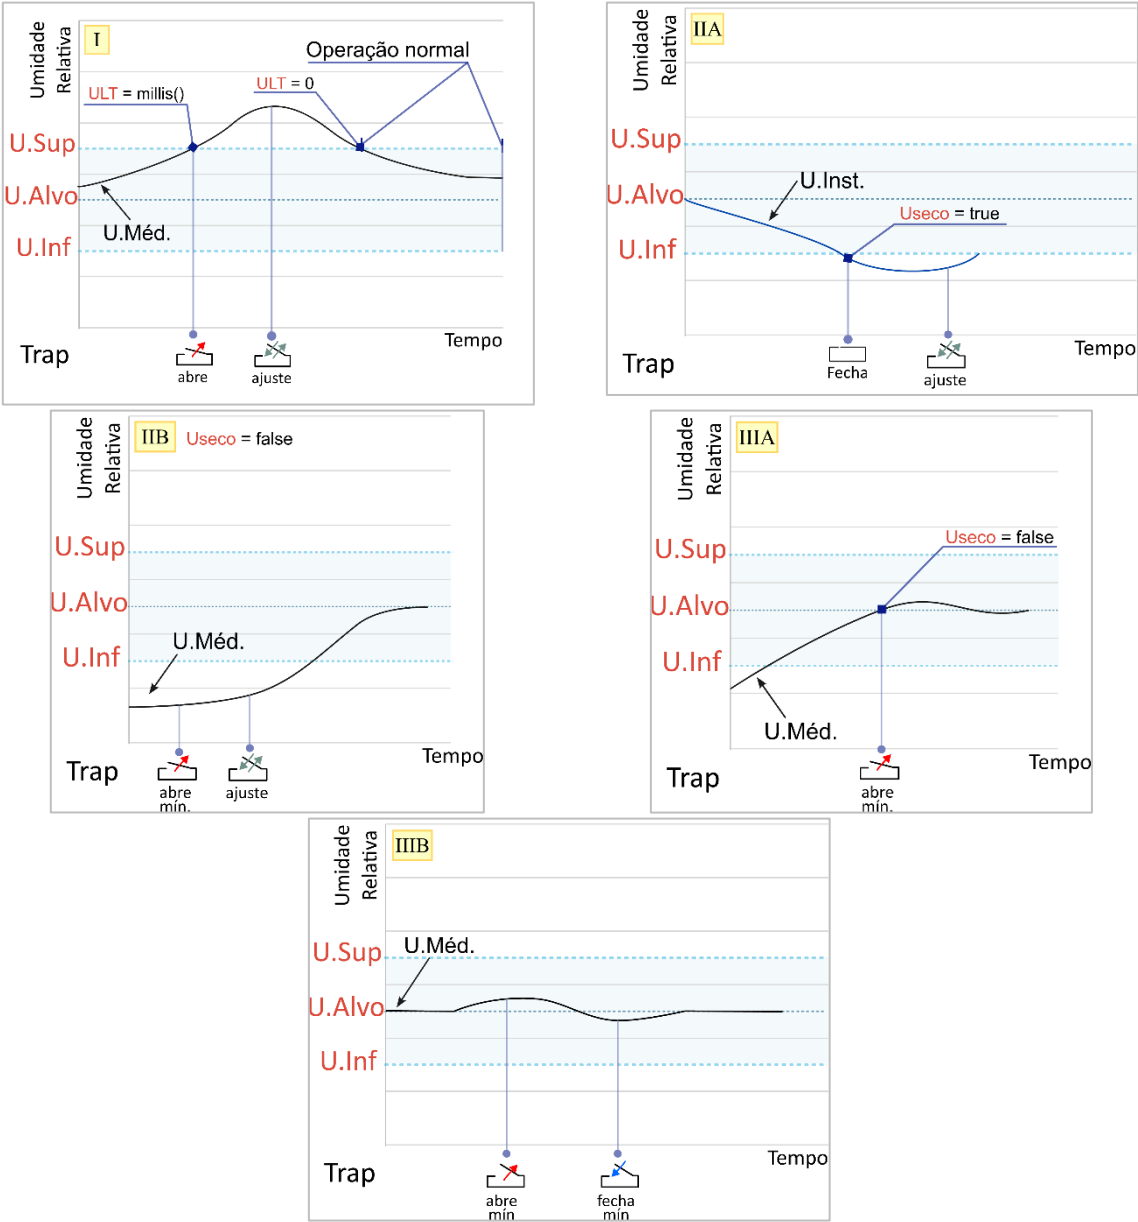 Umidade
Relativa
I
Operação normal
ULT = millis()
ULT = 0
U.Sup
U.Alvo
U.Méd.
U.Inf
Tempo
Trap
abre
ajuste
Umidade
Relativa
IIA
U.Sup
U.Inst.
U.Alvo
Useco = true
U.Inf
Tempo
Trap
Fecha
ajuste
Umidade
Relativa
IIB
Useco = false
U.Sup
U.Alvo
U.Méd.
U.Inf
Tempo
Trap
abre
mín.
ajuste
Umidade
Relativa
IIIA
Useco = false
U.Sup
U.Alvo
U.Inf
U.Méd.
Tempo
Trap
abre
mín.
Umidade
Relativa
IIIB
U.Méd.
U.Sup
U.Alvo
U.Inf
Tempo
Trap
abre
mín
fecha
mín